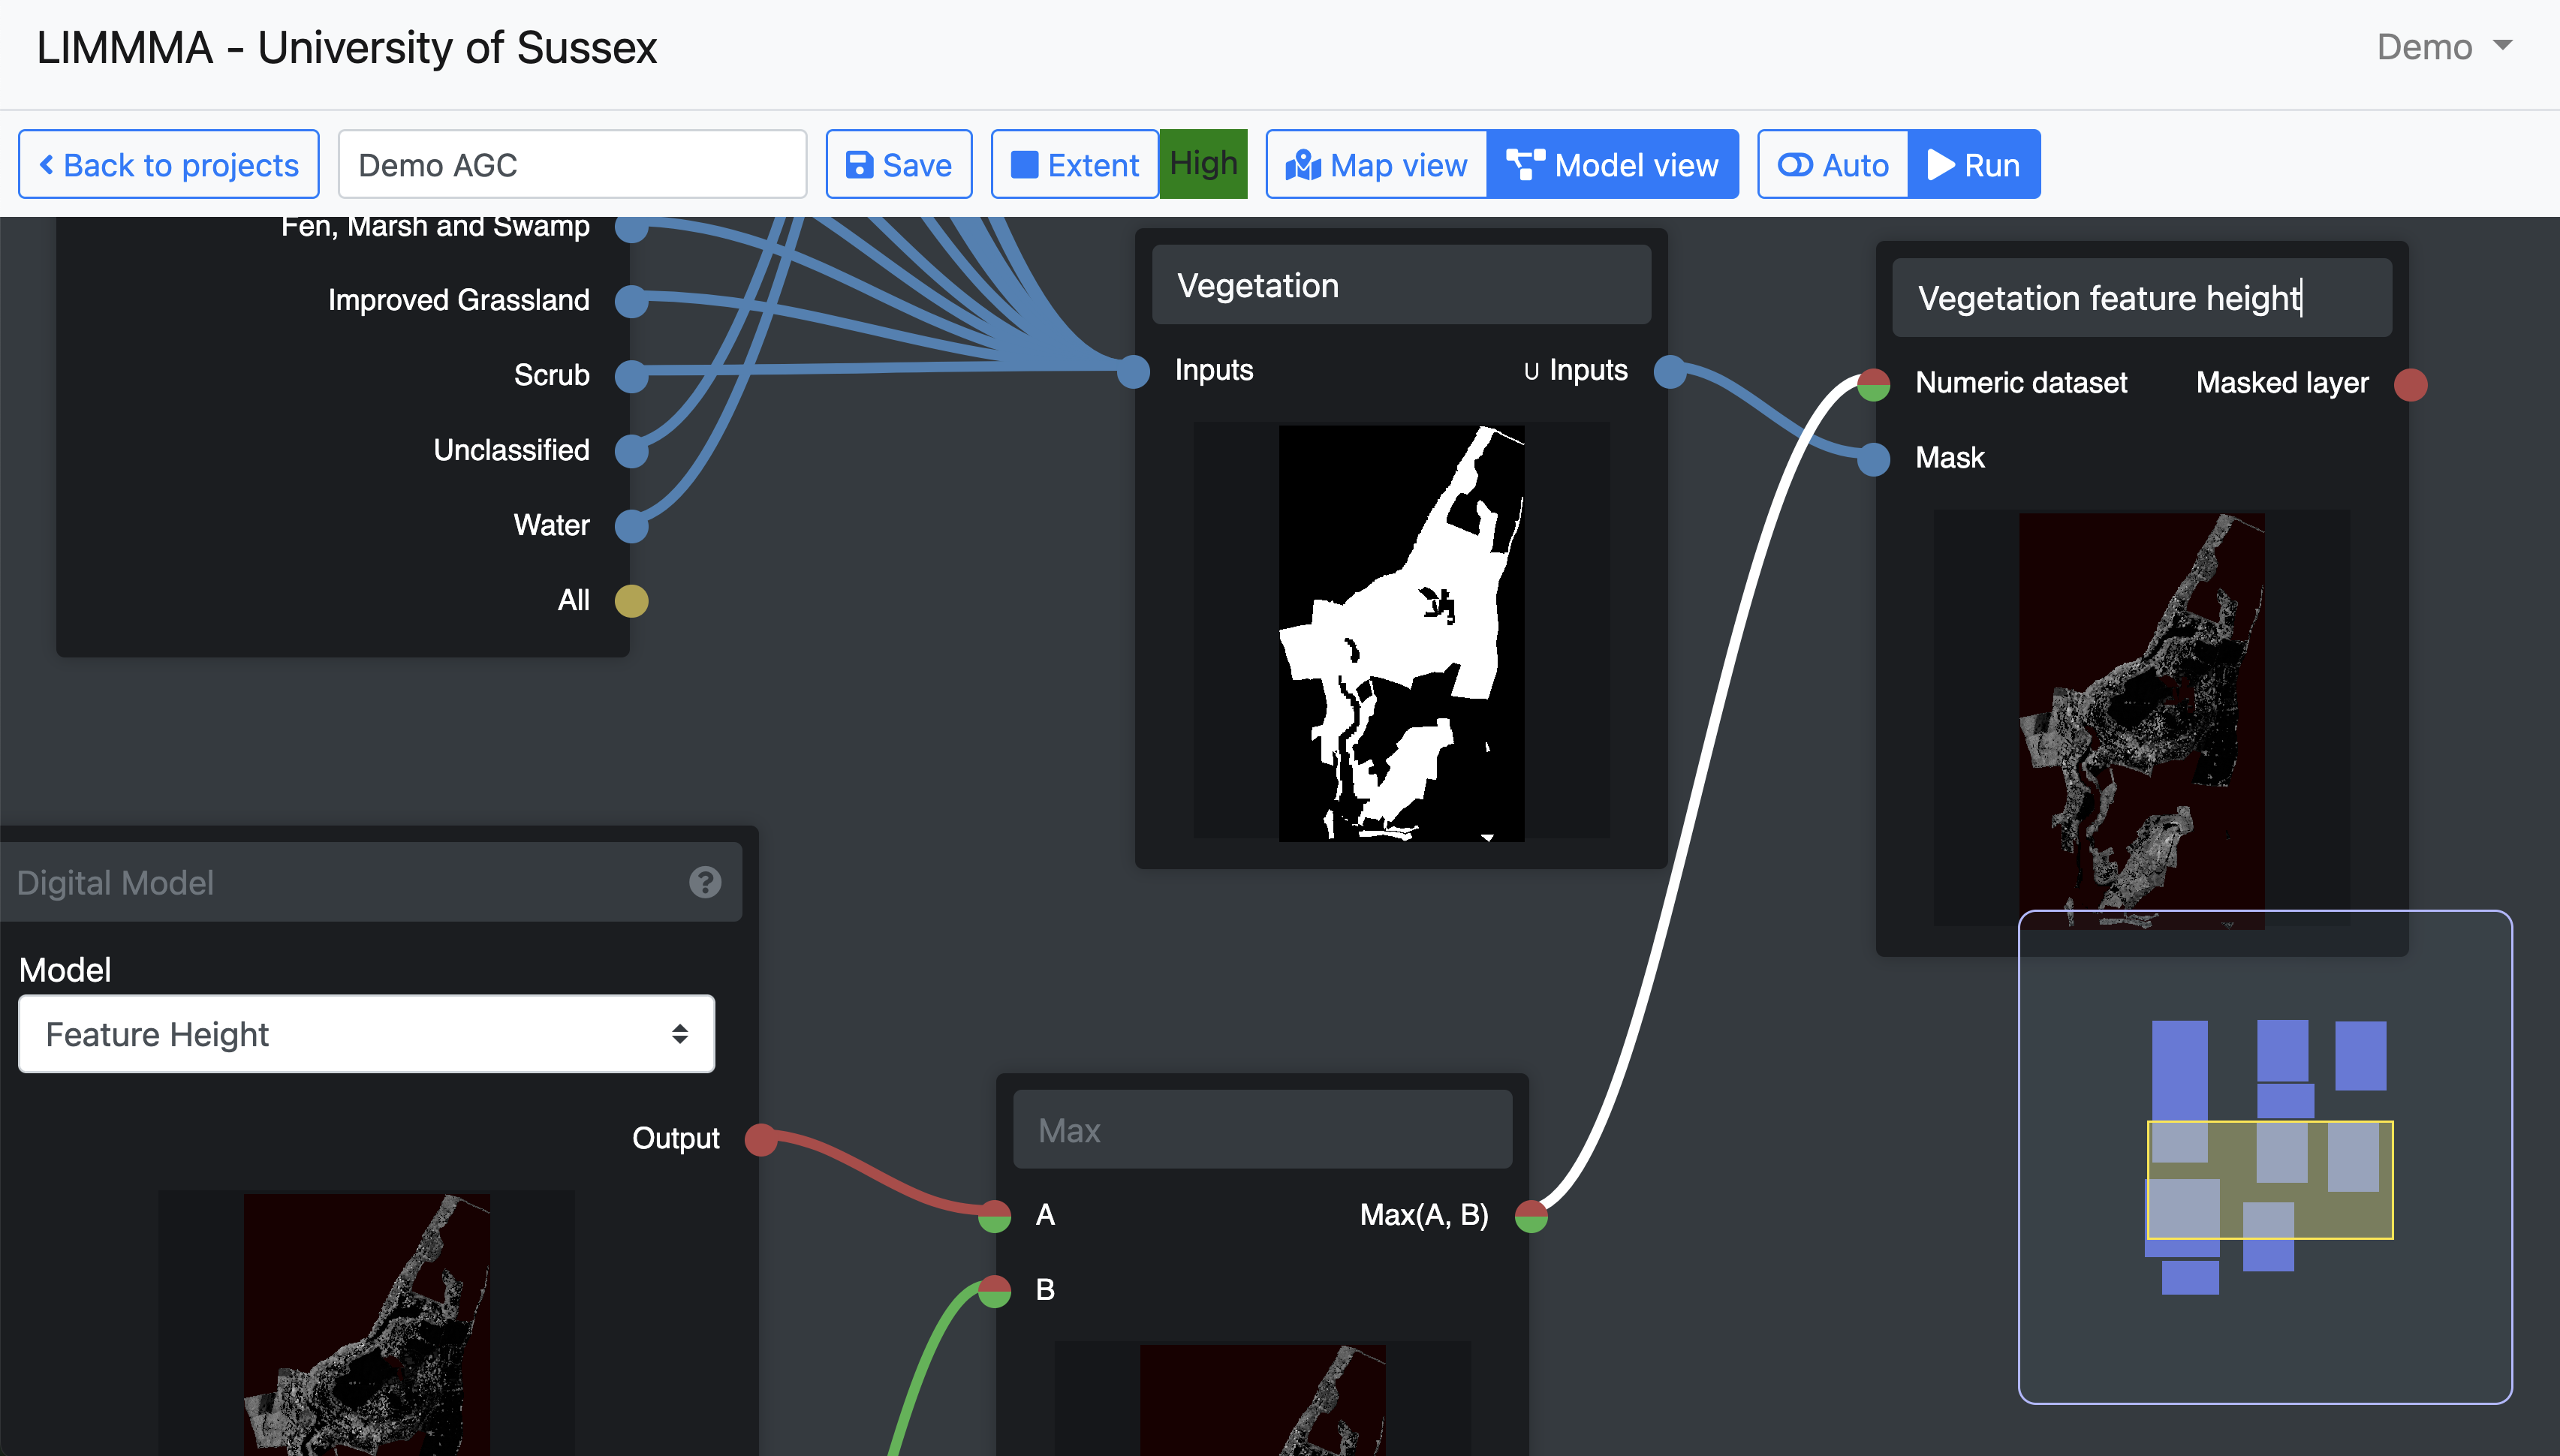 LIMMMA - University of Sussex
Demo
Back to projects
Demo AGC
Save
Extent
High
Map view
Model view
Auto
Run
Fen, Marsh and Swamp
Improved Grassland
Scrub
Unclassified
Water
All
Vegetation
Inputs
∪ Inputs
Vegetation feature height
Numeric dataset
Masked layer
Mask
Digital Model
?
Model
Feature Height
Output
Max
A
Max(A, B)
B